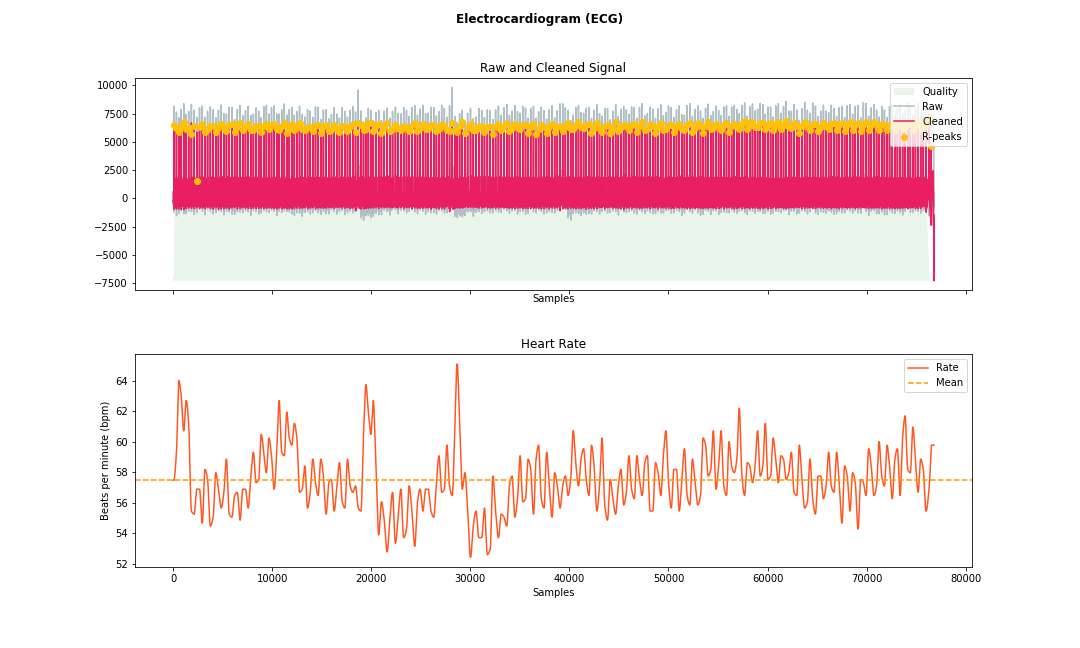 Electrocardiogram (ECG)
Raw and Cleaned Signal
10000
7500
5000
2500
0
−2500
−5000
−7500
Quality
Raw
Cleaned
R-peaks
Samples
Heart Rate
Beats per minute (bpm)
64
62
60
58
56
54
52
Rate
Mean
0 10000 20000 30000 40000 50000 60000 70000 80000
Samples